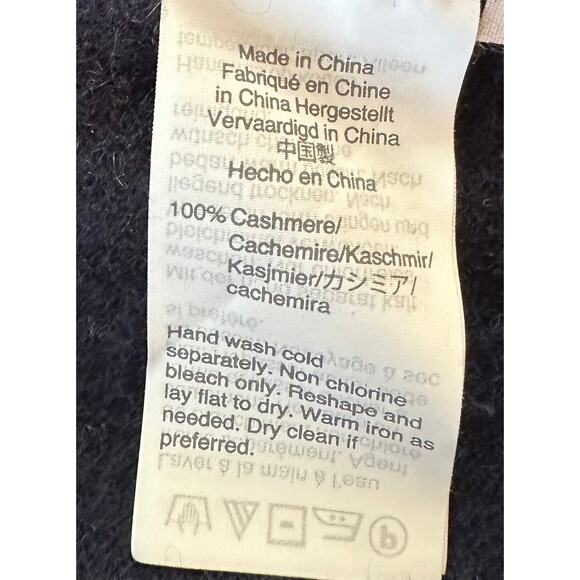 Made in China
Fabriqué en Chine
in China Hergestellt
Vervaardigd in China
中国製
Hecho en China
100% Cashmere/
Cachemire/Kaschmir/
Kasjmier/カシミア/
cachemira
Hand wash cold
separately. Non chlorine
bleach only. Reshape and
lay flat to dry. Warm iron as
needed. Dry clean if
preferred.